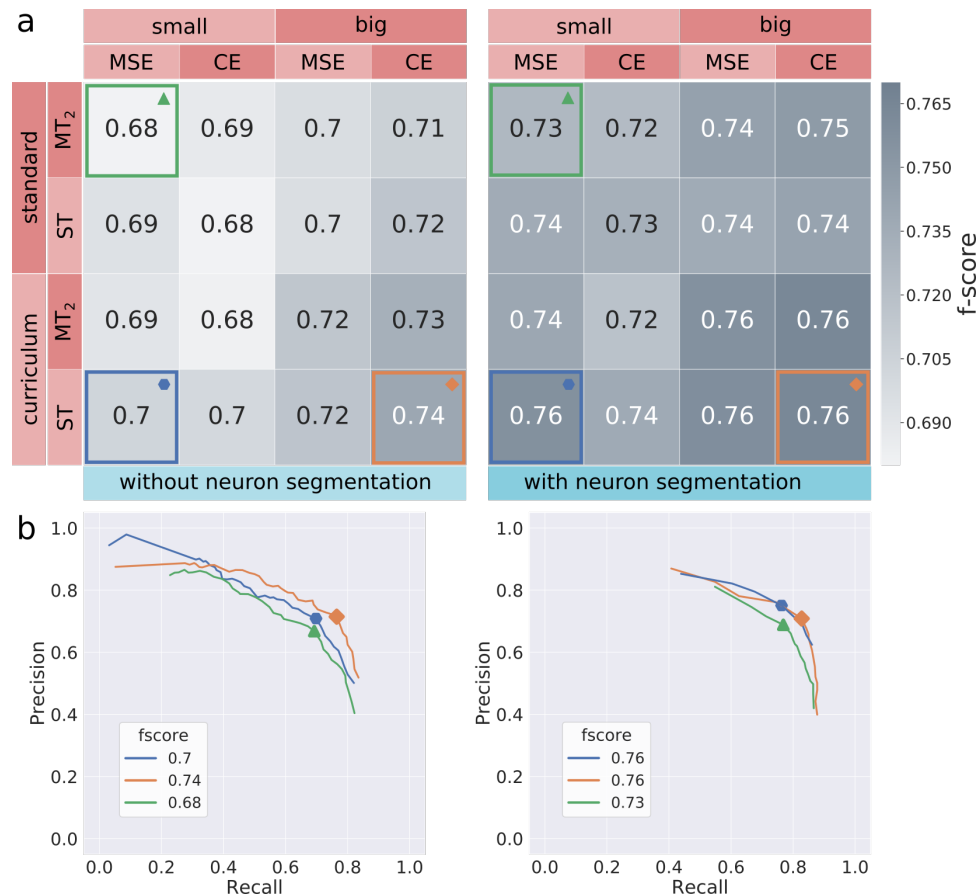 a
small big small big
MSE CE MSE CE MSE CE MSE CE
standard MT₂ 0.68 0.69 0.7 0.71 0.73 0.72 0.74 0.75 0.765
ST 0.69 0.68 0.7 0.72 0.74 0.73 0.74 0.74 0.750
0.735
curriculum MT₂ 0.69 0.68 0.72 0.73 0.74 0.72 0.76 0.76 0.720
ST 0.7 0.7 0.72 0.74 0.76 0.74 0.76 0.76 0.705
0.690
f-score
without neuron segmentation with neuron segmentation
b
Precision
1.0
0.8
0.6
0.4
0.2
0.0
fscore
0.7
0.74
0.68
0.0 0.2 0.4 0.6 0.8 1.0
Recall
Precision
1.0
0.8
0.6
0.4
0.2
0.0
fscore
0.76
0.76
0.73
0.0 0.2 0.4 0.6 0.8 1.0
Recall